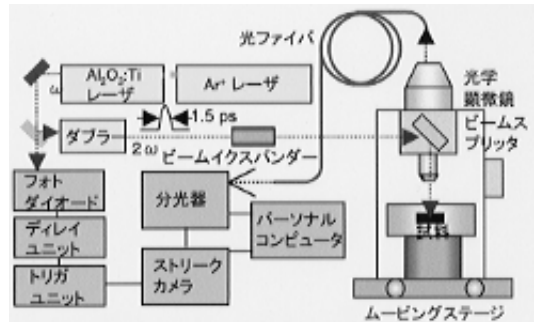 光ファイバ
Al₂O₃:Ti
レーザ
Ar⁺ レーザ
ω
光学
顕微鏡
ビームス
プリッタ
1.5 ps
ダブラ
2ω
ビームイクスパンダー
フォト
ダイオード
分光器
パーソナル
コンピュータ
ディレイ
ユニット
試料
トリガ
ユニット
ストリーク
カメラ
ムービングステージ